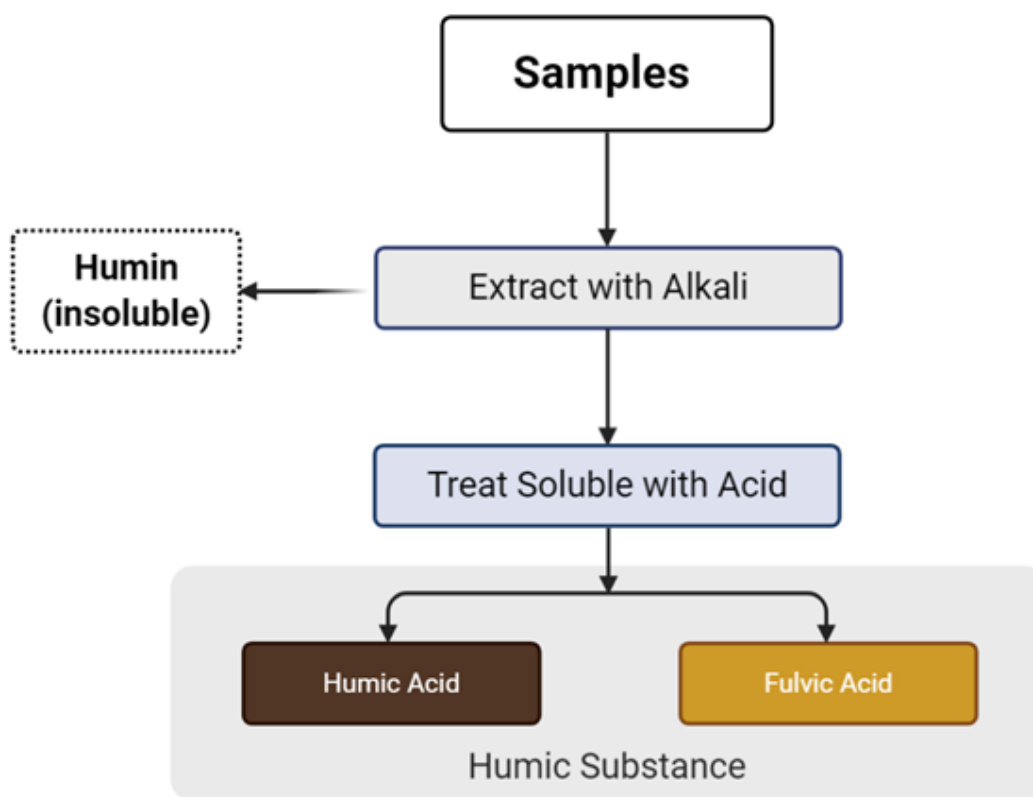 Samples
Humin
(insoluble)
Extract with Alkali
Treat Soluble with Acid
Humic Acid
Fulvic Acid
Humic Substance